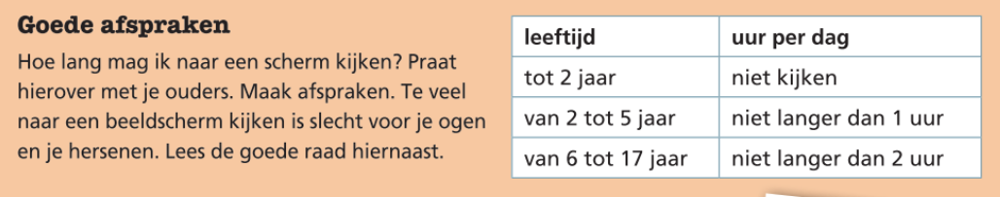 Goede afspraken
Hoe lang mag ik naar een scherm kijken? Praat
hierover met je ouders. Maak afspraken. Te veel
naar een beeldscherm kijken is slecht voor je ogen
en je hersenen. Lees de goede raad hiernaast.
leeftijd uur per dag
tot 2 jaar niet kijken
van 2 tot 5 jaar niet langer dan 1 uur
van 6 tot 17 jaar niet langer dan 2 uur